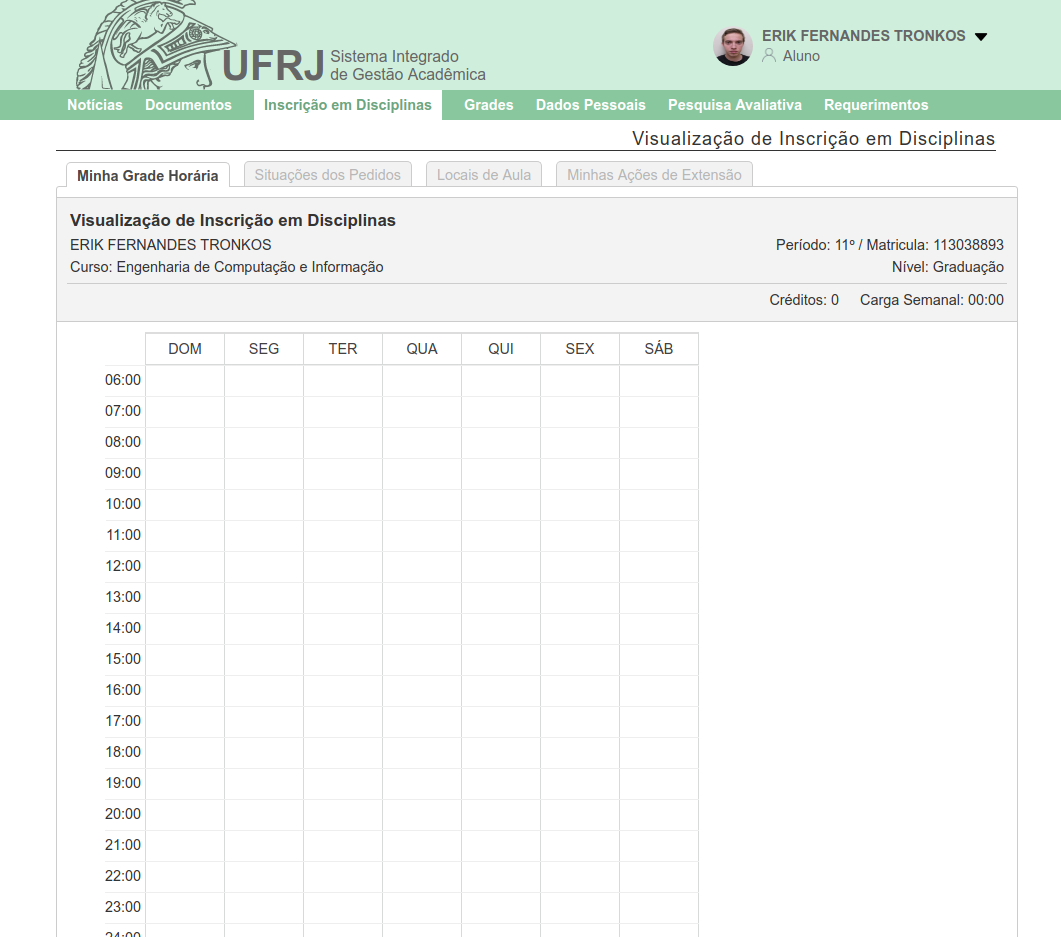 UFRJ
Sistema Integrado
de Gestão Acadêmica
ERIK FERNANDES TRONKOS
Aluno
Notícias Documentos Inscrição em Disciplinas Grades Dados Pessoais Pesquisa Avaliativa Requerimentos
Visualização de Inscrição em Disciplinas
Minha Grade Horária Situações dos Pedidos Locais de Aula Minhas Ações de Extensão
Visualização de Inscrição em Disciplinas
ERIK FERNANDES TRONKOS Período: 11º / Matricula: 113038893
Curso: Engenharia de Computação e Informação Nível: Graduação
Créditos: 0 Carga Semanal: 00:00
DOM SEG TER QUA QUI SEX SÁB
06:00
07:00
08:00
09:00
10:00
11:00
12:00
13:00
14:00
15:00
16:00
17:00
18:00
19:00
20:00
21:00
22:00
23:00
24:00